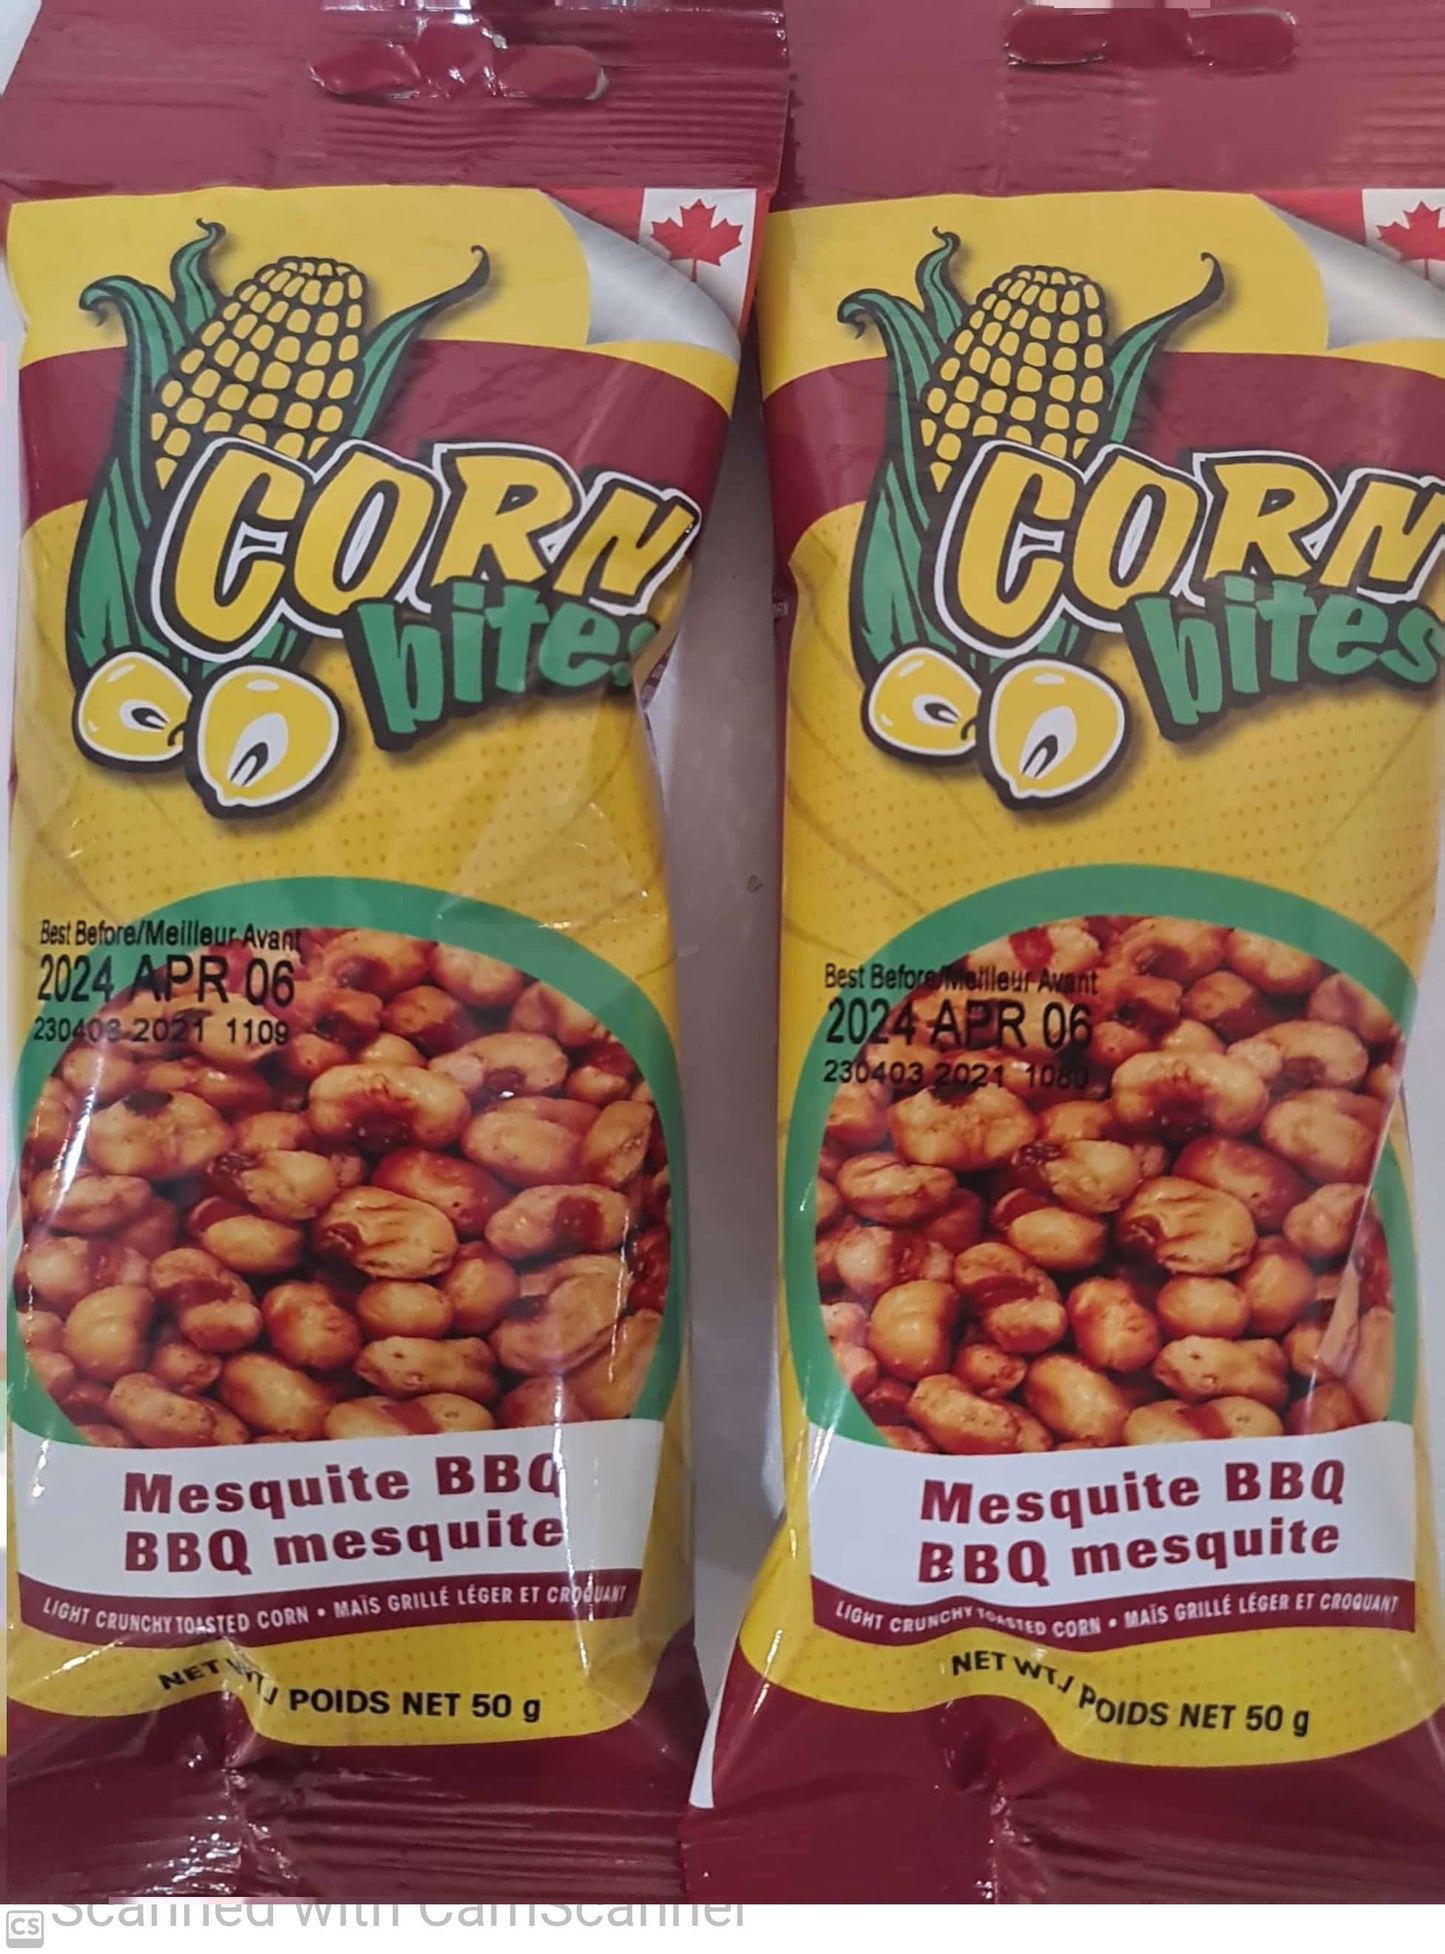 CORN
bites
Best Before/Meilleur Avant
2024 APR 06
230403 2021 1109
Mesquite BBQ
BBQ mesquite
LIGHT CRUNCHY TOASTED CORN • MAÏS GRILLÉ LÉGER ET CROQUANT
NET WT./ POIDS NET 50 g
CORN
bites
Best Before/Meilleur Avant
2024 APR 06
230403 2021 1080
Mesquite BBQ
BBQ mesquite
LIGHT CRUNCHY TOASTED CORN • MAÏS GRILLÉ LÉGER ET CROQUANT
NET WT./ POIDS NET 50 g
CS Scanned with CamScanner